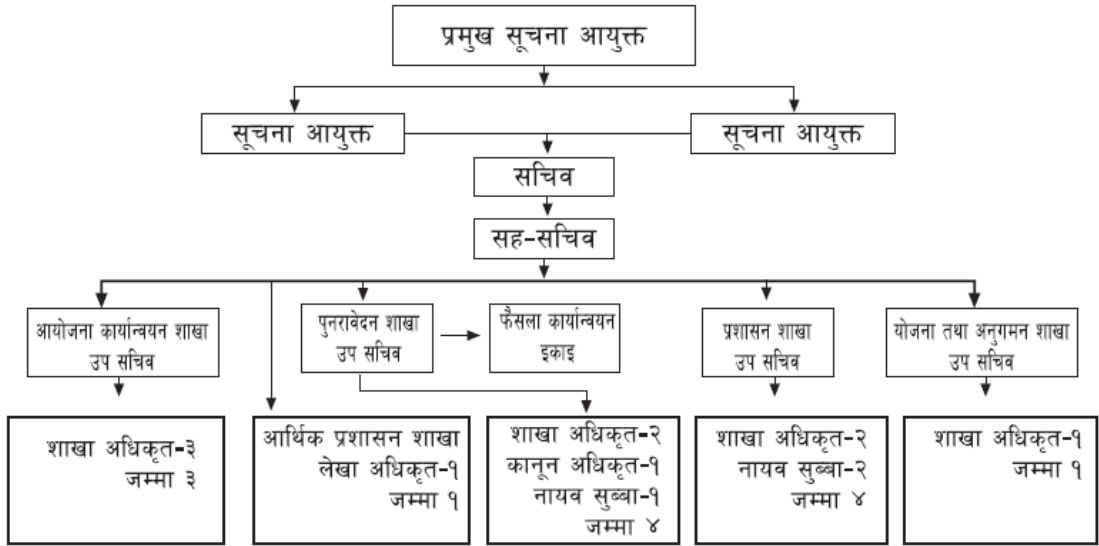 प्रमुख सूचना आयुक्त
सूचना आयुक्त
सूचना आयुक्त
सचिव
सह-सचिव
आयोजना कार्यान्वयन शाखा
उप सचिव
पुनरावेदन शाखा
उप सचिव
फैसला कार्यान्वयन
इकाइ
प्रशासन शाखा
उप सचिव
योजना तथा अनुगमन शाखा
उप सचिव
शाखा अधिकृत-३
जम्मा ३
आर्थिक प्रशासन शाखा
लेखा अधिकृत-१
जम्मा १
शाखा अधिकृत-२
कानून अधिकृत-१
नायव सुब्बा-१
जम्मा ४
शाखा अधिकृत-२
नायव सुब्बा-२
जम्मा ४
शाखा अधिकृत-१
जम्मा १